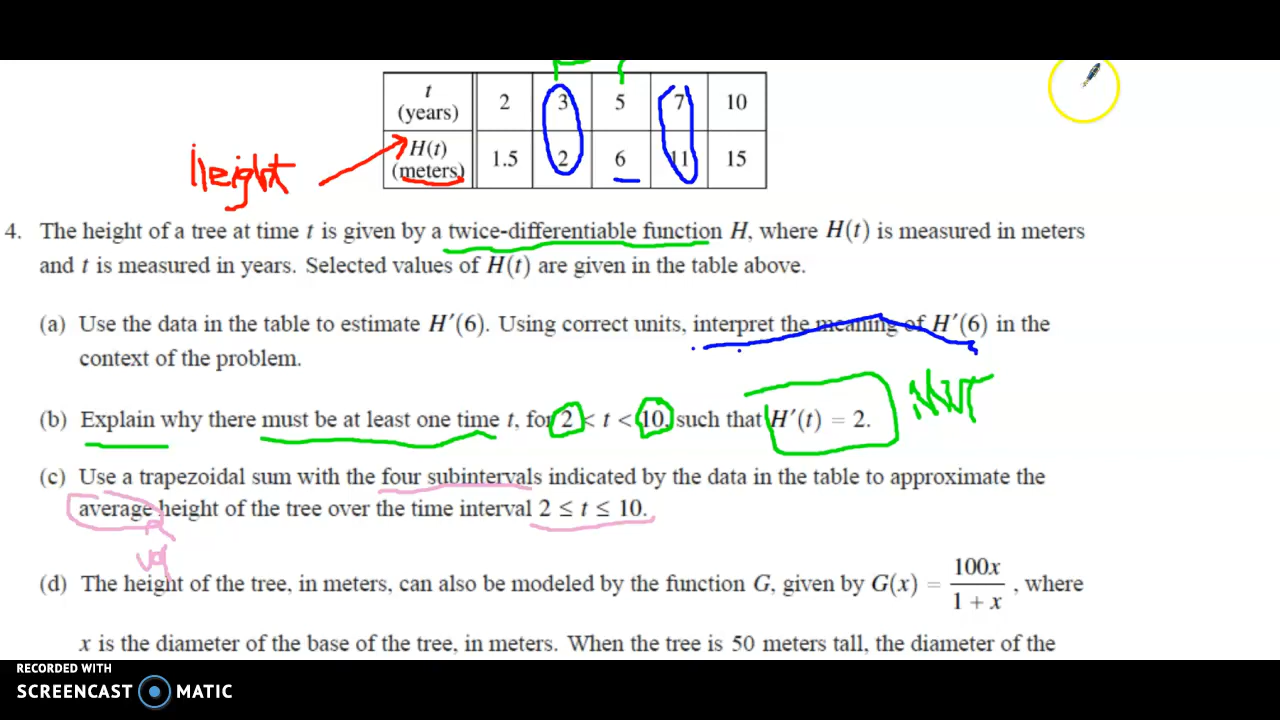 t 2 3 5 7 10
(years)
H(t) 1.5 2 6 11 15
(meters)
height
4. The height of a tree at time t is given by a twice-differentiable function H, where H(t) is measured in meters
and t is measured in years. Selected values of H(t) are given in the table above.
(a) Use the data in the table to estimate H′(6). Using correct units, interpret the meaning of H′(6) in the
context of the problem.
(b) Explain why there must be at least one time t, for 2 < t < 10, such that H′(t) = 2.
MVT
(c) Use a trapezoidal sum with the four subintervals indicated by the data in the table to approximate the
average height of the tree over the time interval 2 ≤ t ≤ 10.
(d) The height of the tree, in meters, can also be modeled by the function G, given by G(x) = 100x / 1 + x , where
x is the diameter of the base of the tree, in meters. When the tree is 50 meters tall, the diameter of the
RECORDED WITH
SCREENCAST MATIC